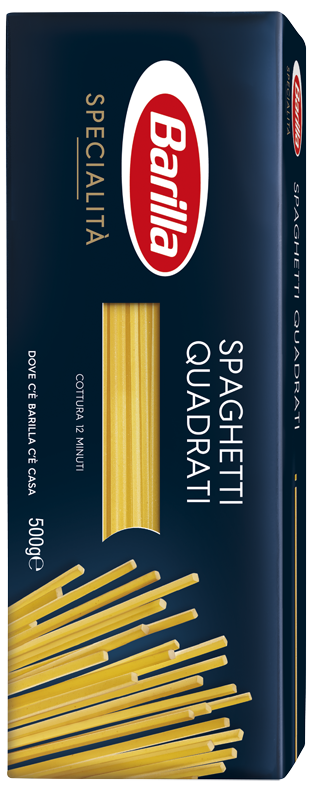 Barilla
SPECIALITÀ
SPAGHETTI
QUADRATI
COTTURA 12 MINUTI
DOVE C'È BARILLA C'È CASA
500g℮
Barilla
SPECIALITÀ
SPAGHETTI QUADRATI